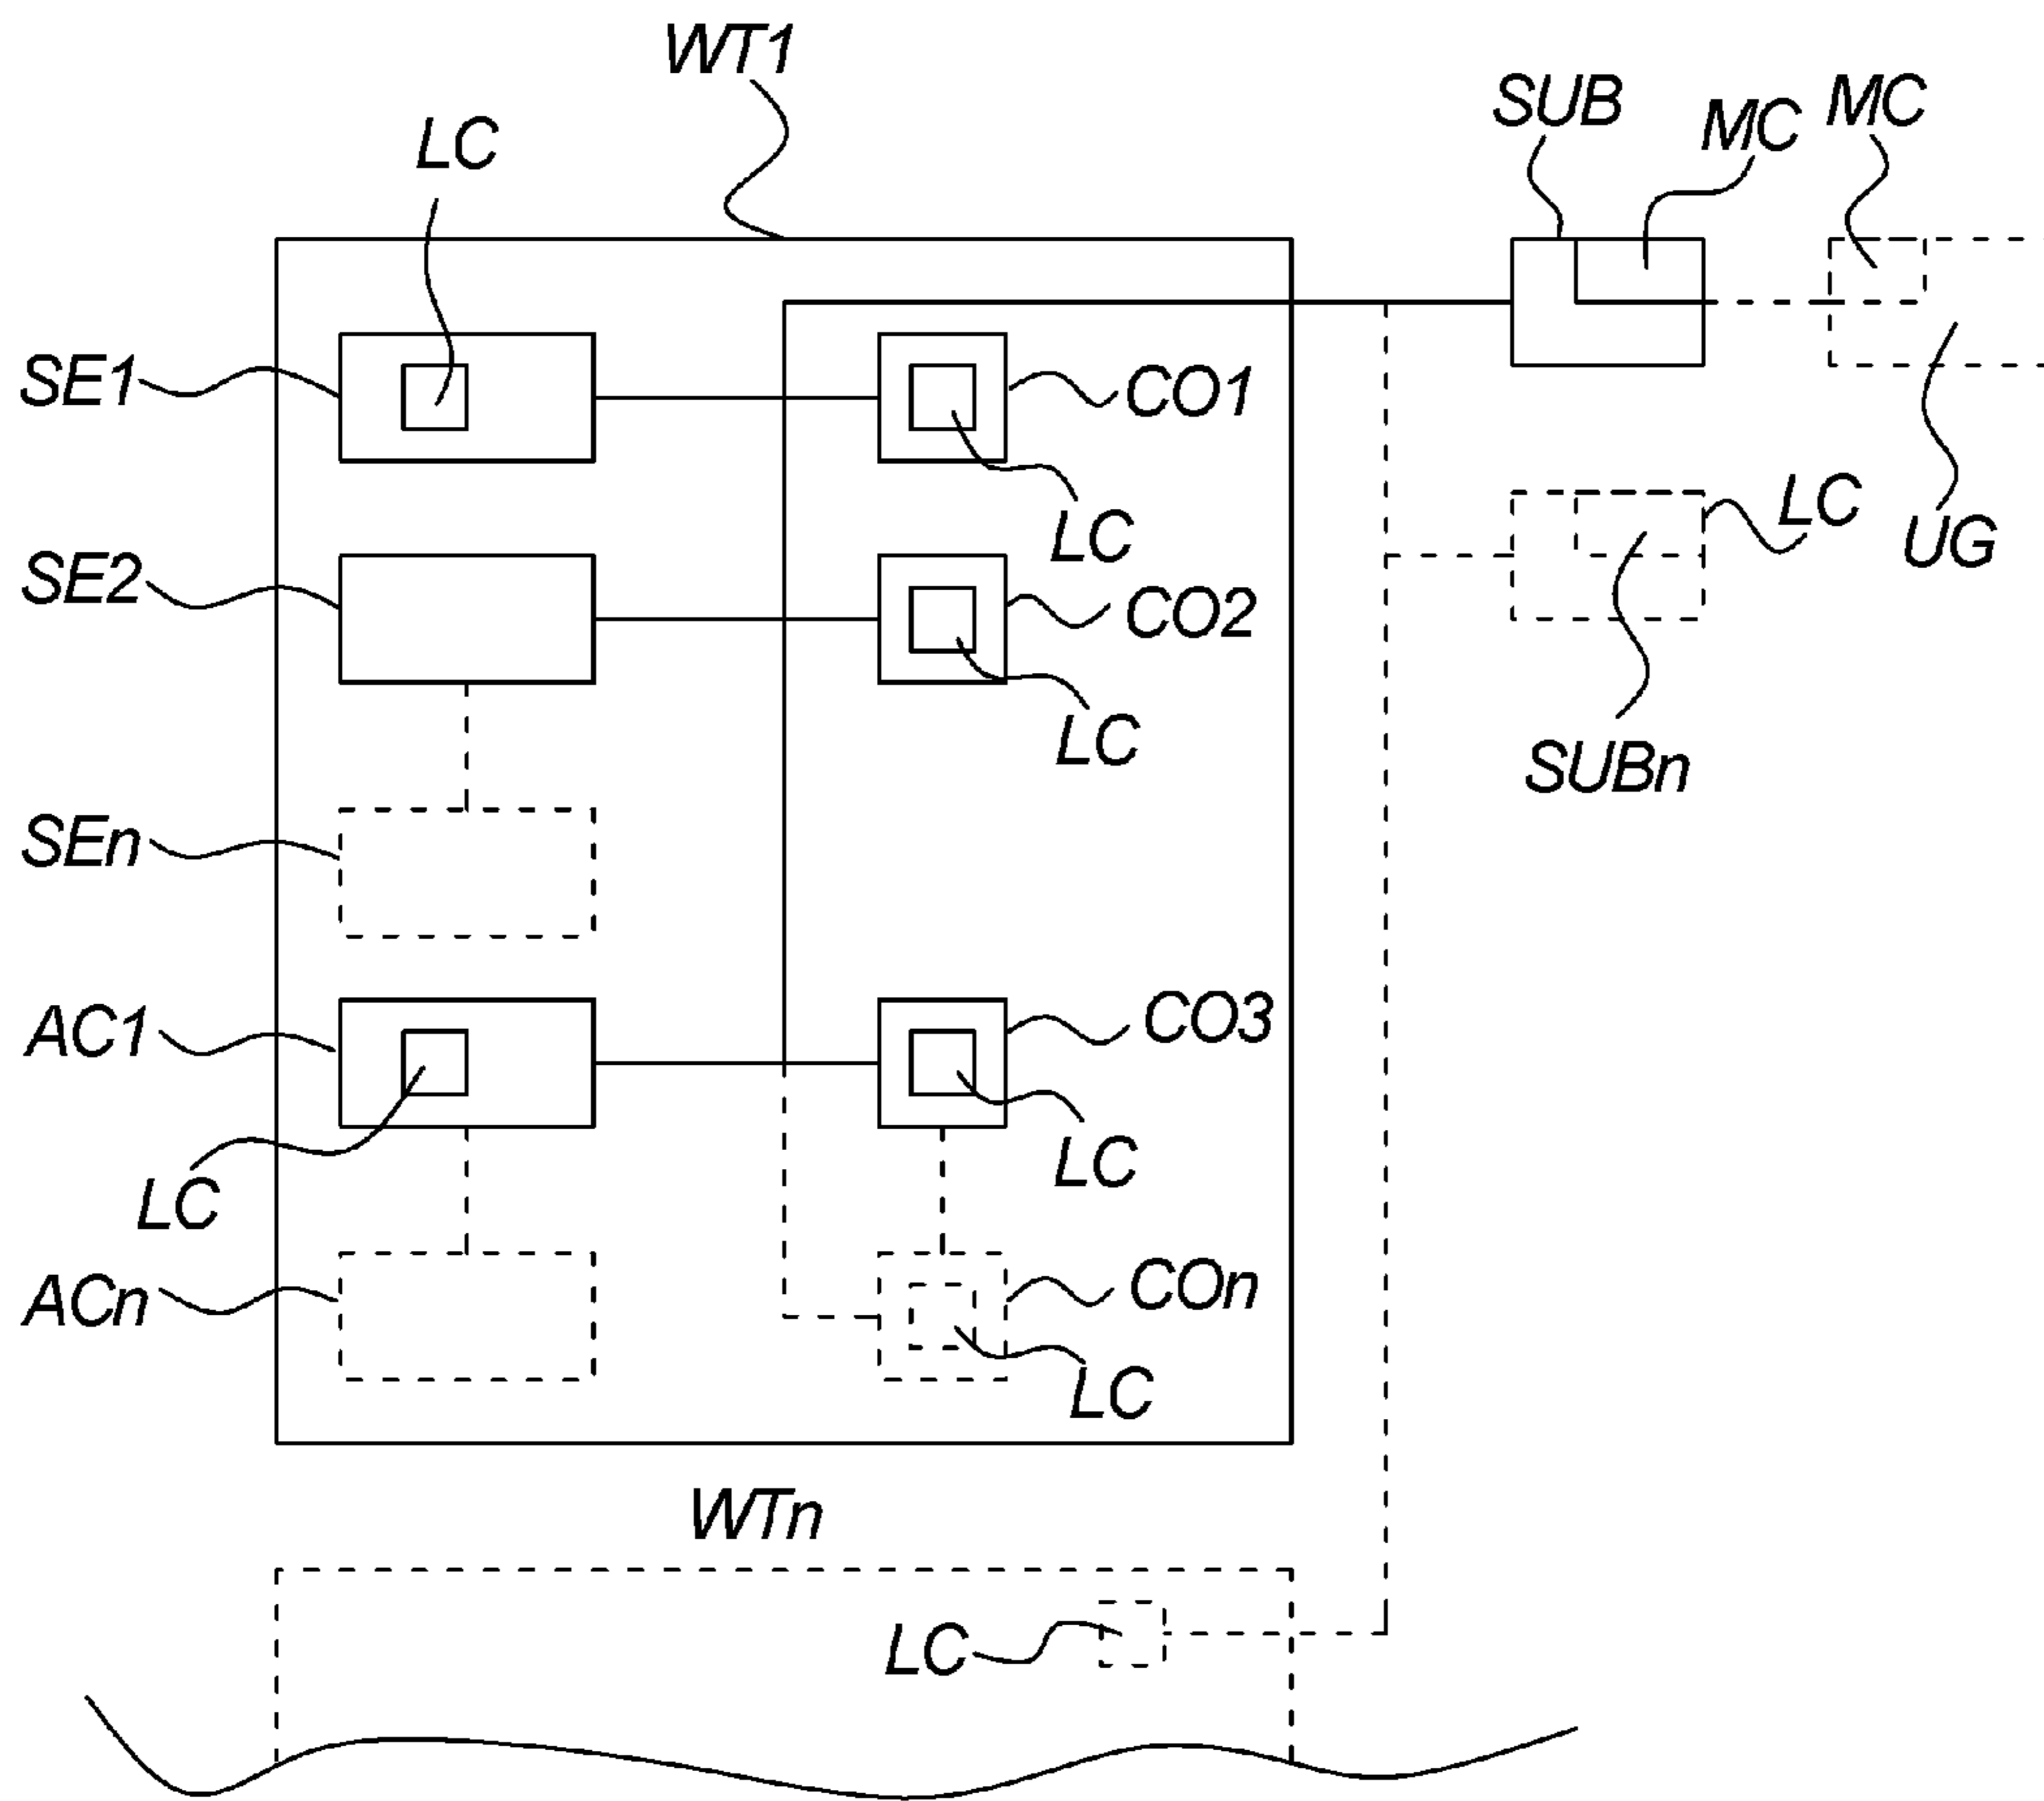 WT1
SUB
MC
MC
LC
SE1
CO1
LC
LC
UG
SE2
CO2
LC
SUBn
SEn
AC1
CO3
LC
LC
ACn
COn
LC
WTn
LC